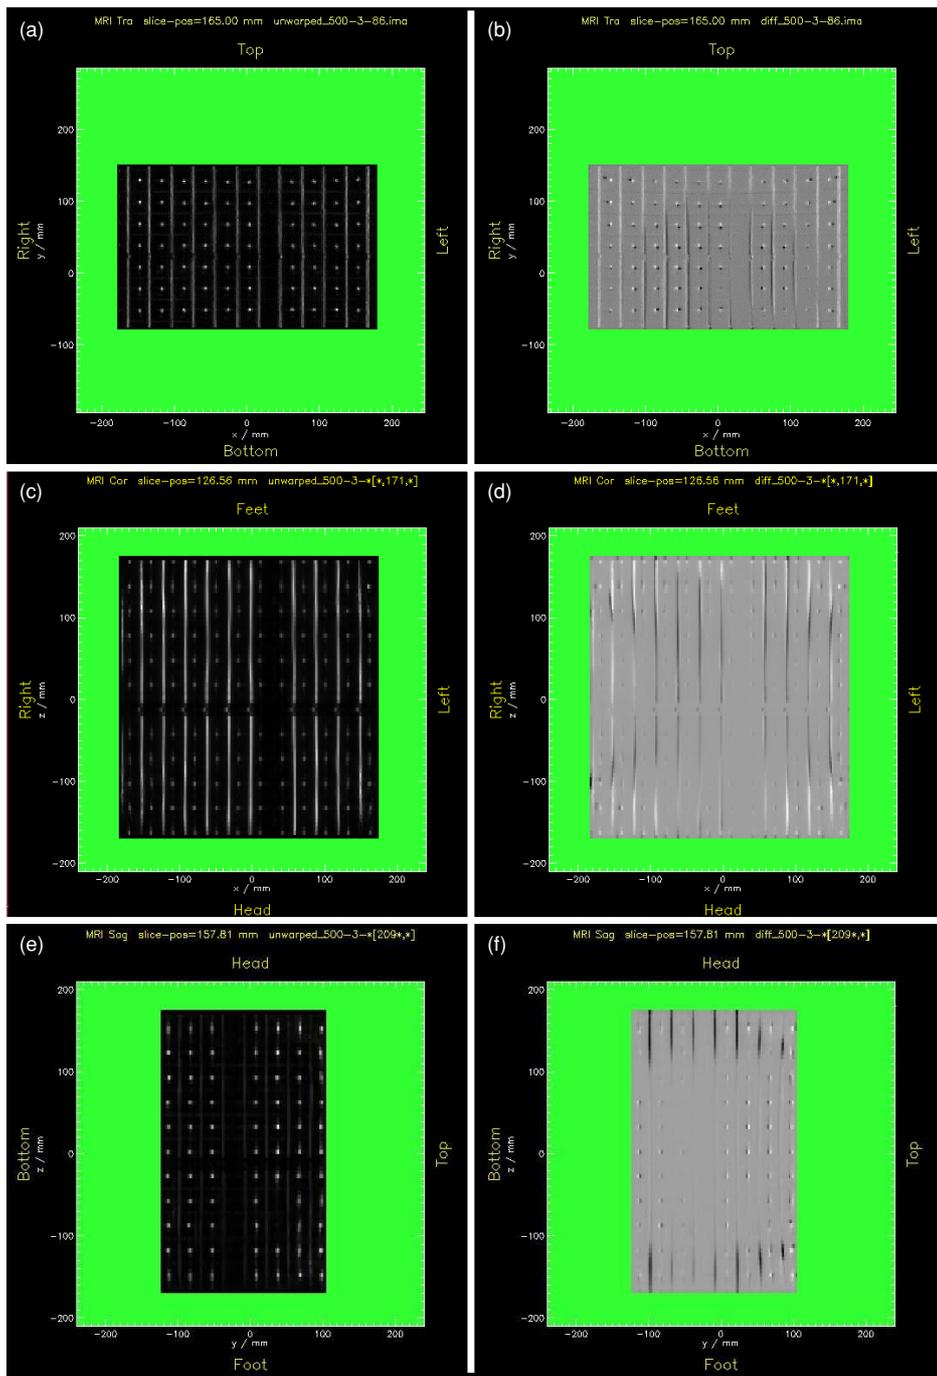 (a)
MRI Tra slice-pos=165.00 mm unwarped_500-3-86.ima
Top
200
100
0
-100
Right
y / mm
Left
-200 -100 0 100 200
x / mm
Bottom
(b)
MRI Tra slice-pos=165.00 mm diff_500-3-86.ima
Top
200
100
0
-100
Right
y / mm
Left
-200 -100 0 100 200
x / mm
Bottom
(c)
MRI Cor slice-pos=126.56 mm unwarped_500-3-*[*,171,*]
Feet
200
100
0
-100
-200
Right
z / mm
Left
-200 -100 0 100 200
x / mm
Head
(d)
MRI Cor slice-pos=126.56 mm diff_500-3-*[*,171,*]
Feet
200
100
0
-100
-200
Right
z / mm
Left
-200 -100 0 100 200
x / mm
Head
(e)
MRI Sag slice-pos=157.81 mm unwarped_500-3-*[209*,*]
Head
200
100
0
-100
-200
Bottom
z / mm
Top
-200 -100 0 100 200
y / mm
Foot
(f)
MRI Sag slice-pos=157.81 mm diff_500-3-*[209*,*]
Head
200
100
0
-100
-200
Bottom
z / mm
Top
-200 -100 0 100 200
y / mm
Foot